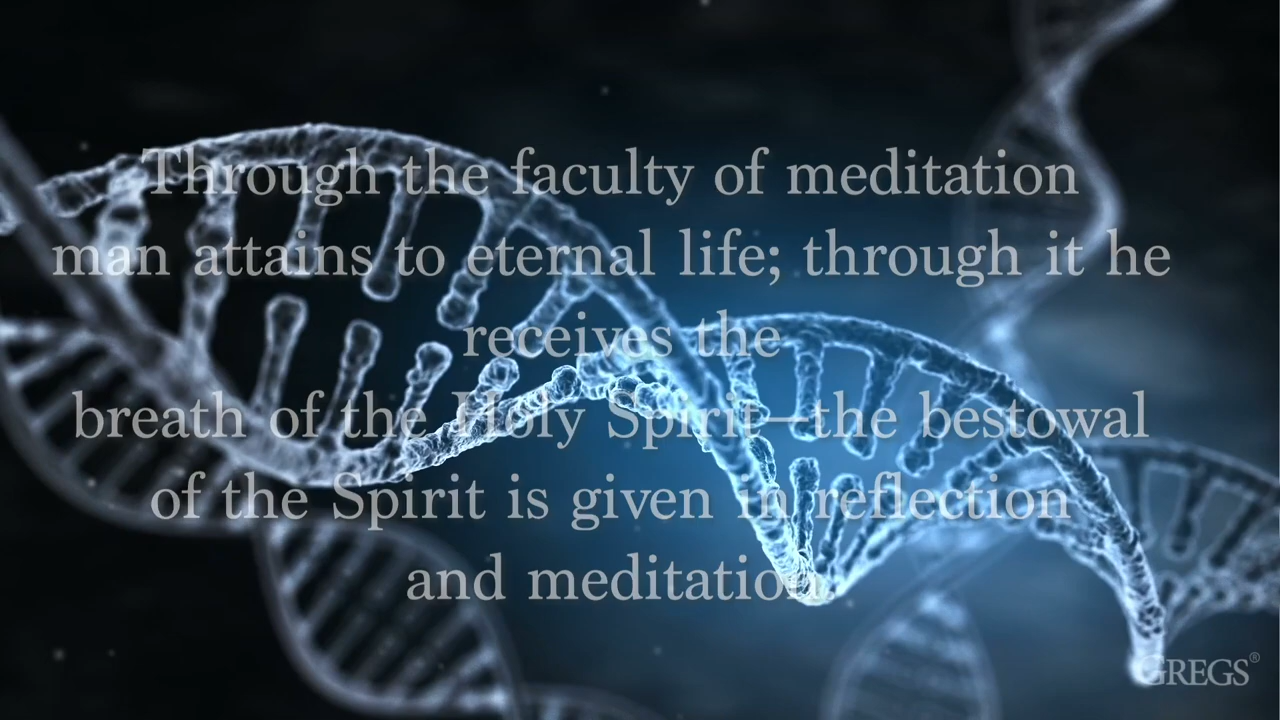 Through the faculty of meditation
man attains to eternal life; through it he
receives the
breath of the Holy Spirit—the bestowal
of the Spirit is given in reflection
and meditation.
GREGS®